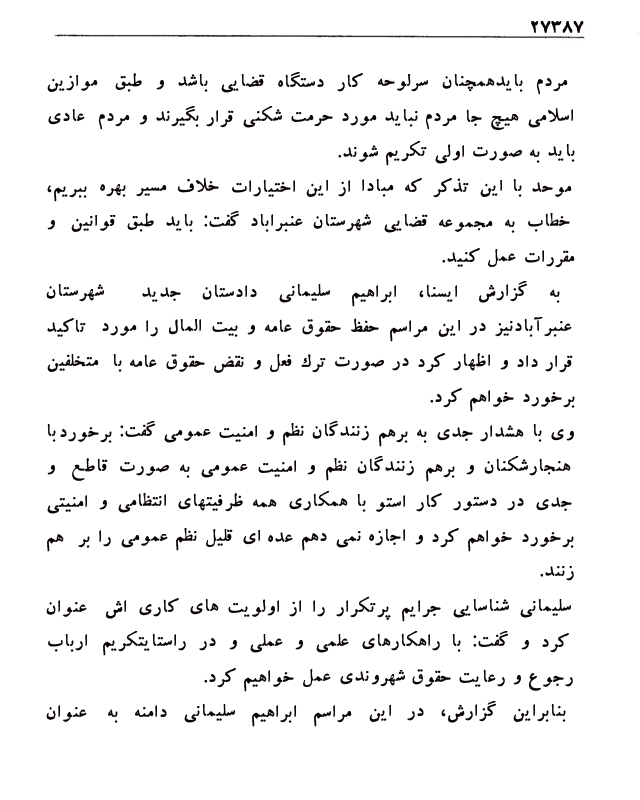 ۲۷۳۸۷
مردم بایدهمچنان سرلوحه کار دستگاه قضایی باشد و طبق موازین
اسلامی هیچ جا مردم نباید مورد حرمت شکنی قرار بگیرند و مردم عادی
باید به صورت اولی تکریم شوند.
موحد با این تذکر که مبادا از این اختیارات خلاف مسیر بهره ببریم،
خطاب به مجموعه قضایی شهرستان عنبراباد گفت: باید طبق قوانین و
مقررات عمل کنید.
به گزارش ایسنا، ابراهیم سلیمانی دادستان جدید شهرستان
عنبرآبادنیز در این مراسم حفظ حقوق عامه و بیت المال را مورد تاکید
قرار داد و اظهار کرد در صورت ترك فعل و نقض حقوق عامه با متخلفین
برخورد خواهم کرد.
وی با هشدار جدی به برهم زنندگان نظم و امنیت عمومی گفت: برخوردبا
هنجارشکنان و برهم زنندگان نظم و امنیت عمومی به صورت قاطع و
جدی در دستور کار استو با همکاری همه ظرفیتهای انتظامی و امنیتی
برخورد خواهم کرد و اجازه نمی دهم عده ای قلیل نظم عمومی را بر هم
زنند.
سلیمانی شناسایی جرایم پرتکرار را از اولویت های کاری اش عنوان
کرد و گفت: با راهکارهای علمی و عملی و در راستایتکریم ارباب
رجوع و رعایت حقوق شهروندی عمل خواهیم کرد.
بنابراین گزارش، در این مراسم ابراهیم سلیمانی دامنه به عنوان